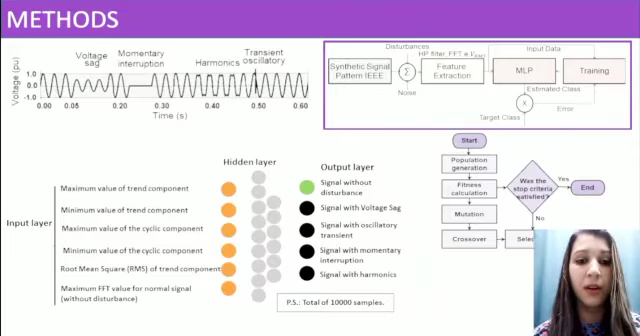 METHODS
Voltage
sag
Momentary
interruption
Harmonics
Transient
oscillatory
Voltage (pu)
1.0
0.0
-1.0
0.00
0.05
0.20
0.30
0.40
0.50
0.60
Time (s)
Disturbances
HP filter, FFT e VRMS
Input Data
Synthetic Signal
Pattern IEEE
Σ
Feature
Extraction
MLP
Training
Noise
Estimated Class
X
Error
Target Class
Input layer
Hidden layer
Output layer
Maximum value of trend component
Minimum value of trend component
Maximum value of the cyclic component
Minimum value of the cyclic component
Root Mean Square (RMS) of trend component
Maximum FFT value for normal signal
(without disturbance)
Signal without
disturbance
Signal with Voltage Sag
Signal with oscillatory
transient
Signal with momentary
interruption
Signal with harmonics
P.S.: Total of 10000 samples.
Start
Population
generation
Fitness
calculation
Mutation
Crossover
Was the
stop criteria
satisfied?
Yes
End
No